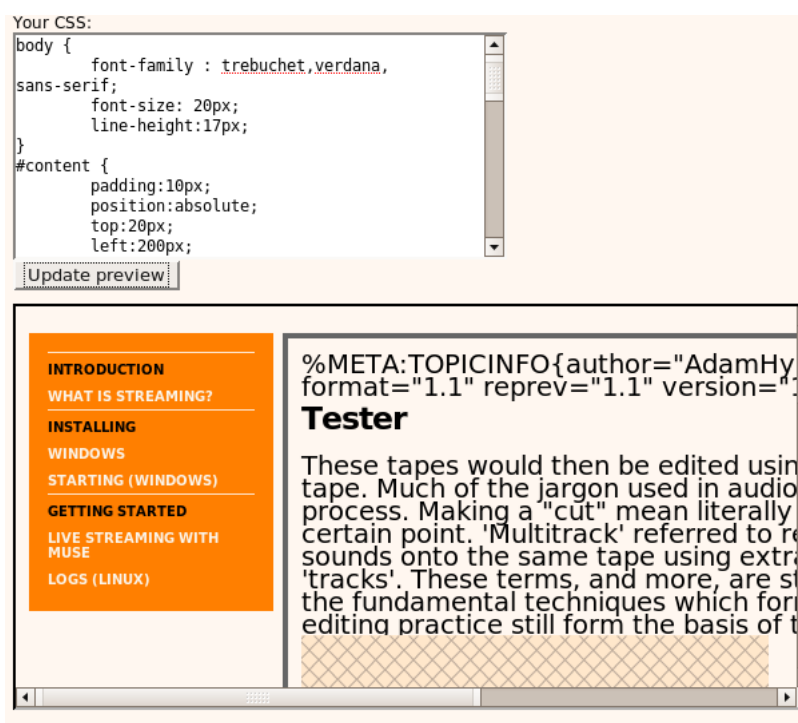 Your CSS:
body {
font-family : trebuchet,verdana,
sans-serif;
font-size: 20px;
line-height:17px;
}
#content {
padding:10px;
position:absolute;
top:20px;
left:200px;
Update preview
INTRODUCTION
WHAT IS STREAMING?
INSTALLING
WINDOWS
STARTING (WINDOWS)
GETTING STARTED
LIVE STREAMING WITH
MUSE
LOGS (LINUX)
%META:TOPICINFO{author="AdamHy
format="1.1" reprev="1.1" version="1
Tester
These tapes would then be edited usin
tape. Much of the jargon used in audio
process. Making a "cut" mean literally
certain point. 'Multitrack' referred to re
sounds onto the same tape using extra
'tracks'. These terms, and more, are st
the fundamental techniques which for
editing practice still form the basis of t